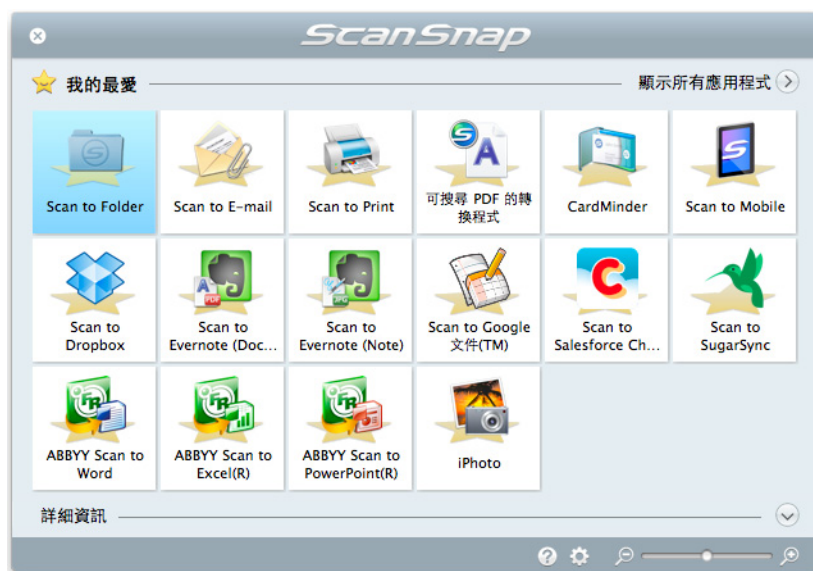 ScanSnap
我的最愛
顯示所有應用程式
Scan to Folder
Scan to E-mail
Scan to Print
可搜尋 PDF 的轉
換程式
CardMinder
Scan to Mobile
Scan to
Dropbox
Scan to
Evernote (Doc...
Scan to
Evernote (Note)
Scan to Google
文件(TM)
Scan to
Salesforce Ch...
Scan to
SugarSync
ABBYY Scan to
Word
ABBYY Scan to
Excel(R)
ABBYY Scan to
PowerPoint(R)
iPhoto
詳細資訊